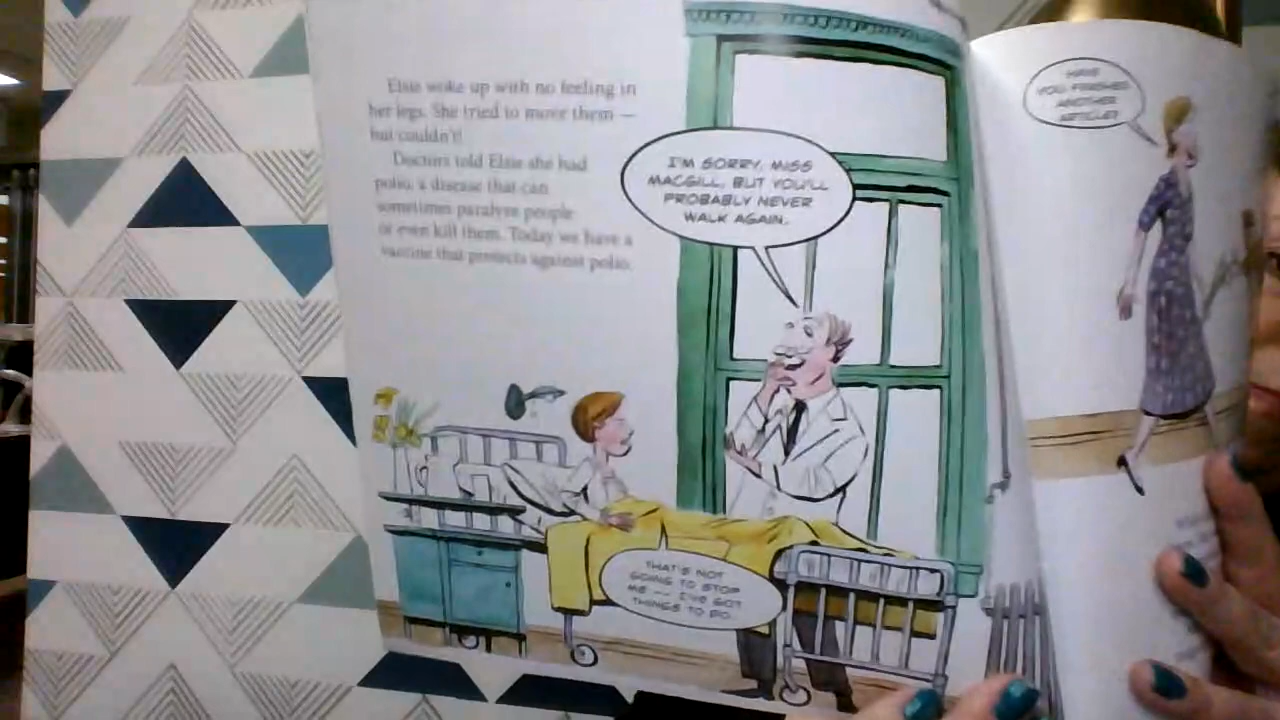 Elsie woke up with no feeling in
her legs. She tried to move them —
but couldn't!
Doctors told Elsie she had
polio, a disease that can
sometimes paralyze people
or even kill them. Today we have a
vaccine that protects against polio.
I'M SORRY, MISS
MACGILL, BUT YOU'LL
PROBABLY NEVER
WALK AGAIN.
THAT'S NOT
GOING TO STOP
ME — I'VE GOT
THINGS TO DO.
HAVE
YOU FINISHED
ANOTHER
ARTICLE?